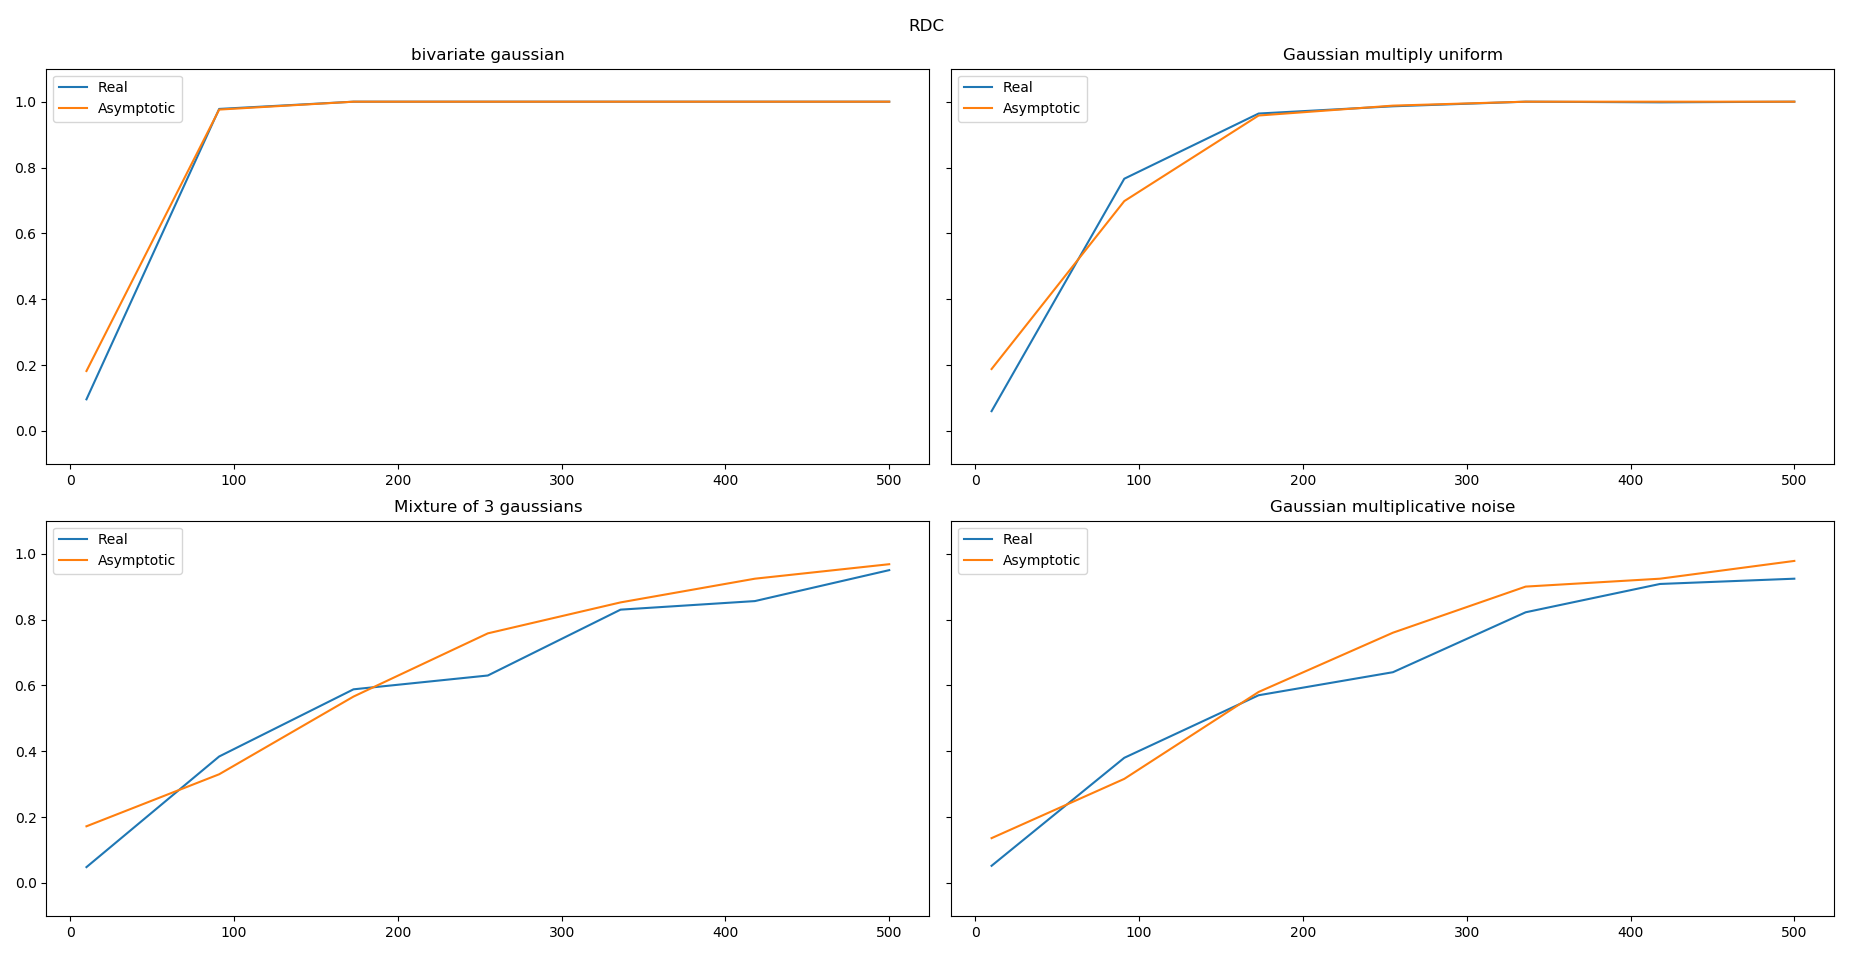 RDC
bivariate gaussian
Real
Asymptotic
1.0
0.8
0.6
0.4
0.2
0.0
0 100 200 300 400 500
Gaussian multiply uniform
Real
Asymptotic
0 100 200 300 400 500
Mixture of 3 gaussians
Real
Asymptotic
1.0
0.8
0.6
0.4
0.2
0.0
0 100 200 300 400 500
Gaussian multiplicative noise
Real
Asymptotic
0 100 200 300 400 500